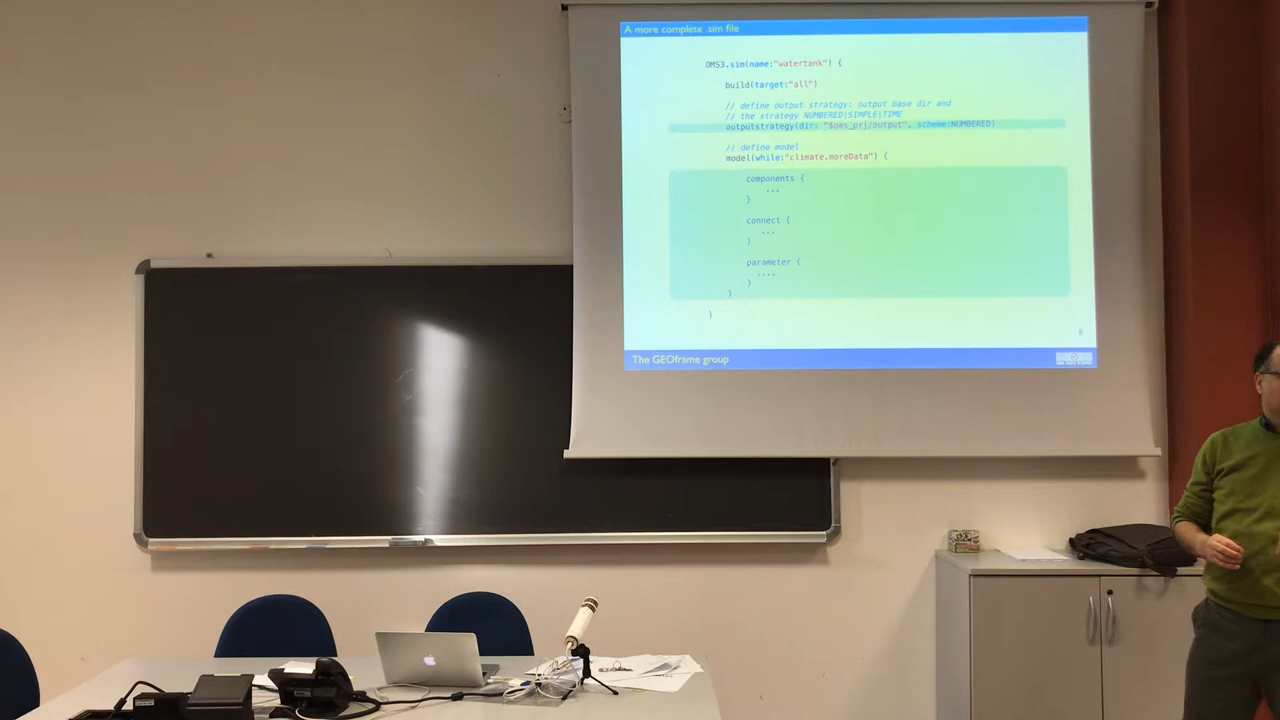 A more complete .sim file
OMS3.sim(name:"watertank") {
build(target:"all")
// define output strategy: output base dir and
// the strategy NUMBERED|SIMPLE|TIME
outputstrategy(dir: "$oms_prj/output", scheme:NUMBERED)
// define model
model(while:"climate.moreData") {
components {
...
}
connect {
...
}
parameter {
....
}
}
}
8
The GEOframe group